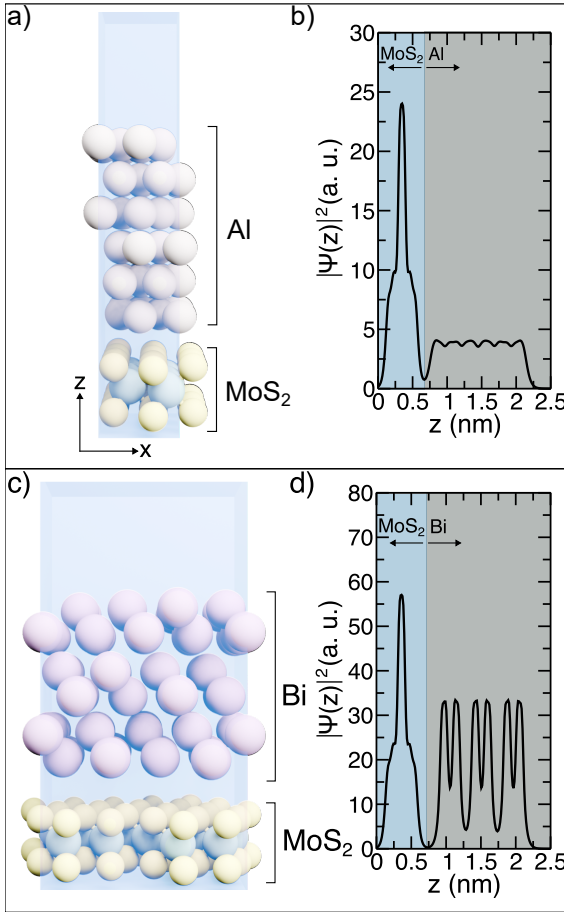 a)
Al
MoS₂
z
x
b)
|Ψ(z)|² (a. u.)
30
25
20
15
10
5
0
MoS₂ Al
0 0.5 1 1.5 2 2.5
z (nm)
c)
Bi
MoS₂
d)
|Ψ(z)|² (a. u.)
80
70
60
50
40
30
20
10
0
MoS₂ Bi
0 0.5 1 1.5 2 2.5
z (nm)